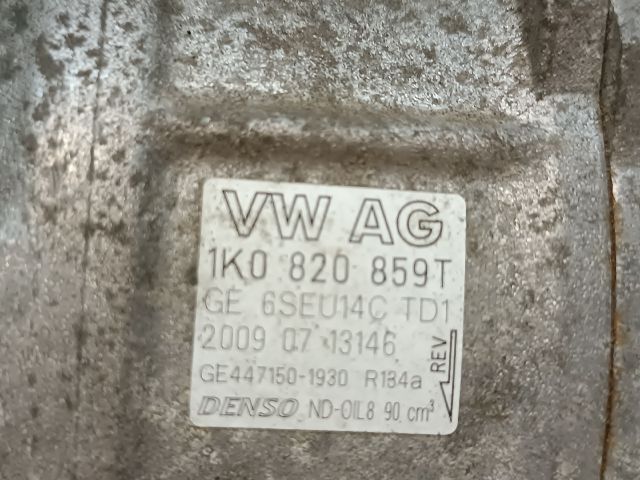 VW AG
1K0 820 859T
GE 6SEU14C TD1
2009 07 13146
REV
GE447150-1930 R134a
DENSO ND-OIL8 90 cm³